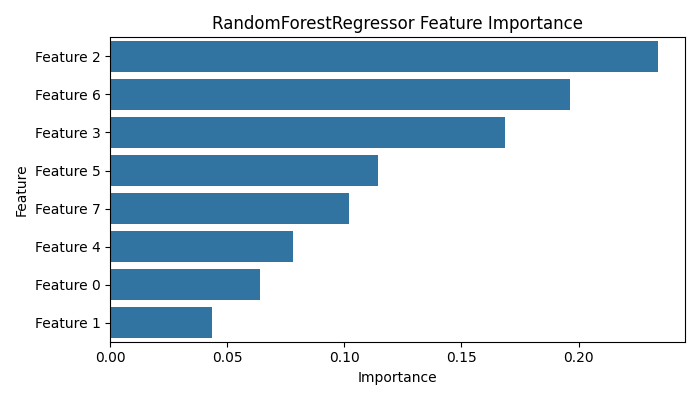 RandomForestRegressor Feature Importance
Feature
Feature 2
Feature 6
Feature 3
Feature 5
Feature 7
Feature 4
Feature 0
Feature 1
0.00 0.05 0.10 0.15 0.20
Importance